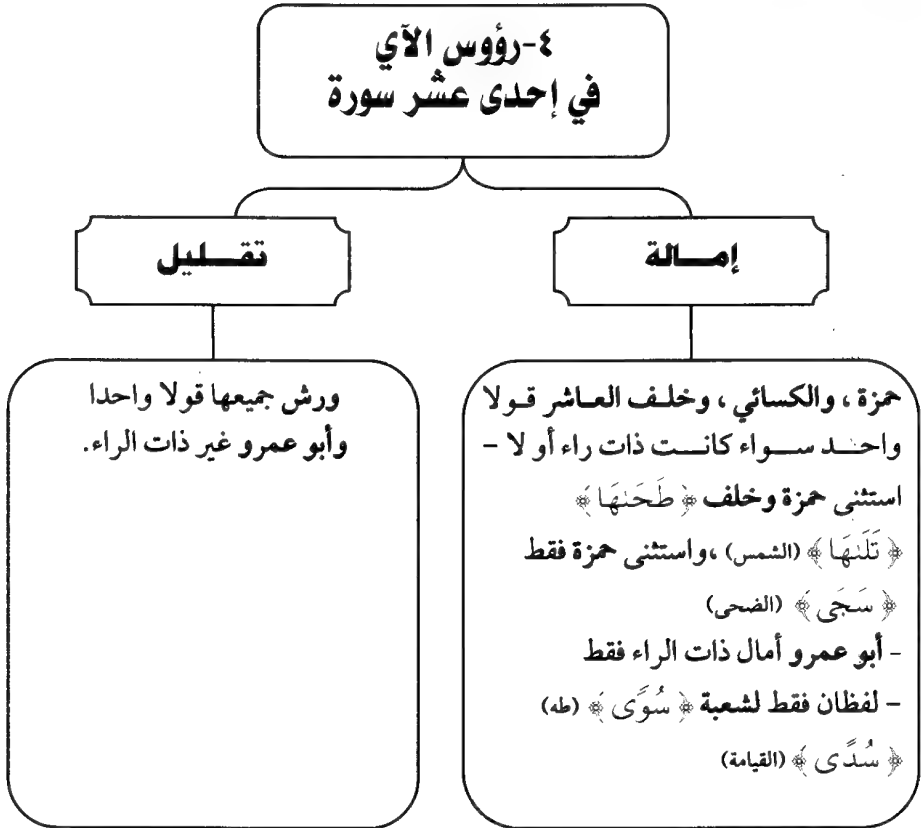 ٤-رؤوس الآي
في إحدى عشر سورة
إمـــالة
تقـــليل
حمزة ، والكسائي ، وخلف العاشر قولا
واحد سواء كانت ذات راء أو لا –
استثنى حمزة وخلف ﴿ طَحَىٰهَا ﴾
﴿ تَلَىٰهَا ﴾ (الشمس) ،واستثنى حمزة فقط
﴿ سَجَى ﴾ (الضحى)
- أبو عمرو أمال ذات الراء فقط
– لفظان فقط لشعبة ﴿ سُوًى ﴾ (طه)
﴿ سُدًى ﴾ (القيامة)
ورش جميعها قولا واحدا
وأبو عمرو غير ذات الراء.